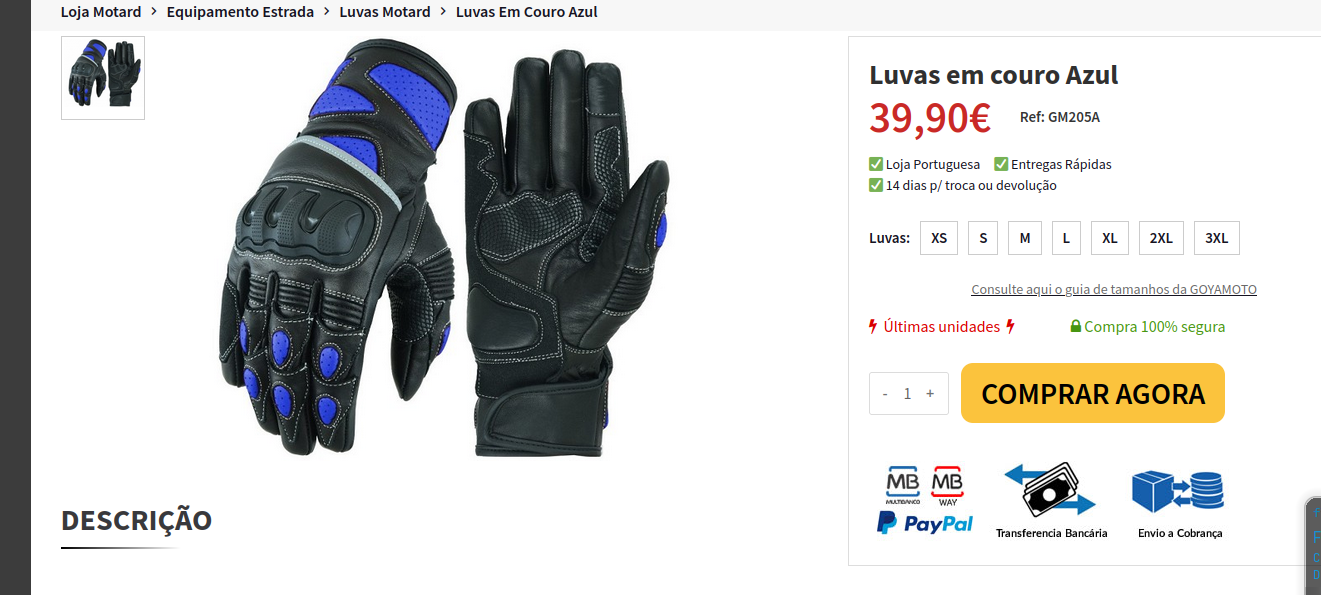 Loja Motard > Equipamento Estrada > Luvas Motard > Luvas Em Couro Azul
Luvas em couro Azul
39,90€ Ref: GM205A
✅ Loja Portuguesa ✅ Entregas Rápidas
✅ 14 dias p/ troca ou devolução
Luvas: XS S M L XL 2XL 3XL
Consulte aqui o guia de tamanhos da GOYAMOTO
Últimas unidades Compra 100% segura
- 1 + COMPRAR AGORA
MB MB
MULTIBANCO WAY
PayPal
Transferencia Bancária Envio a Cobrança
DESCRIÇÃO